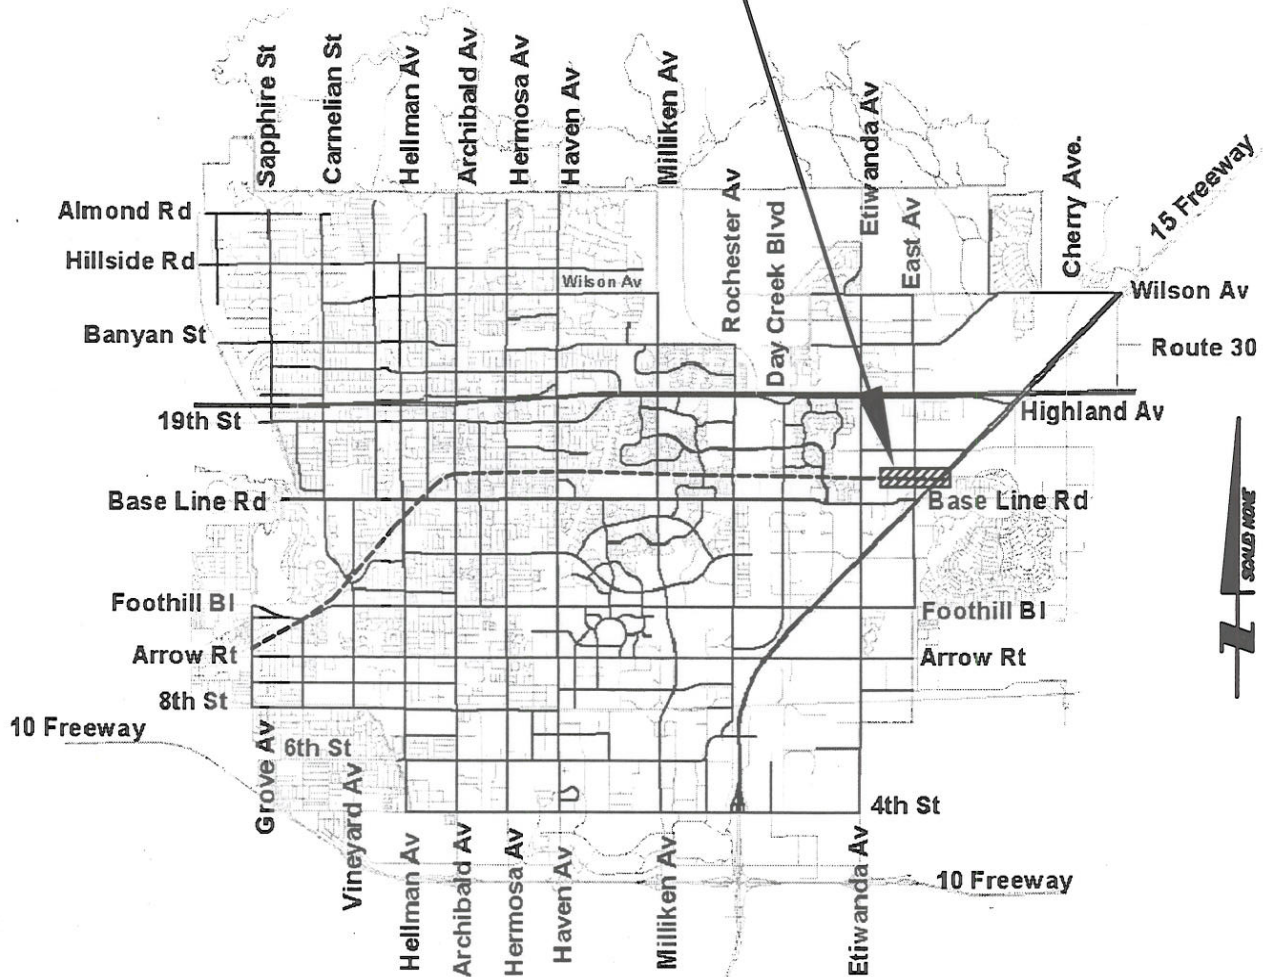 Sapphire St
Carnelian St
Hellman Av
Archibald Av
Hermosa Av
Haven Av
Milliken Av
Rochester Av
Day Creek Blvd
Etiwanda Av
East Av
Cherry Ave.
15 Freeway
Almond Rd
Hillside Rd
Wilson Av
Wilson Av
Banyan St
Route 30
19th St
Highland Av
Base Line Rd
Base Line Rd
Foothill Bl
Foothill Bl
Arrow Rt
Arrow Rt
8th St
10 Freeway
6th St
4th St
Grove Av
Vineyard Av
Hellman Av
Archibald Av
Hermosa Av
Haven Av
Milliken Av
Etiwanda Av
10 Freeway
SCALE: NONE